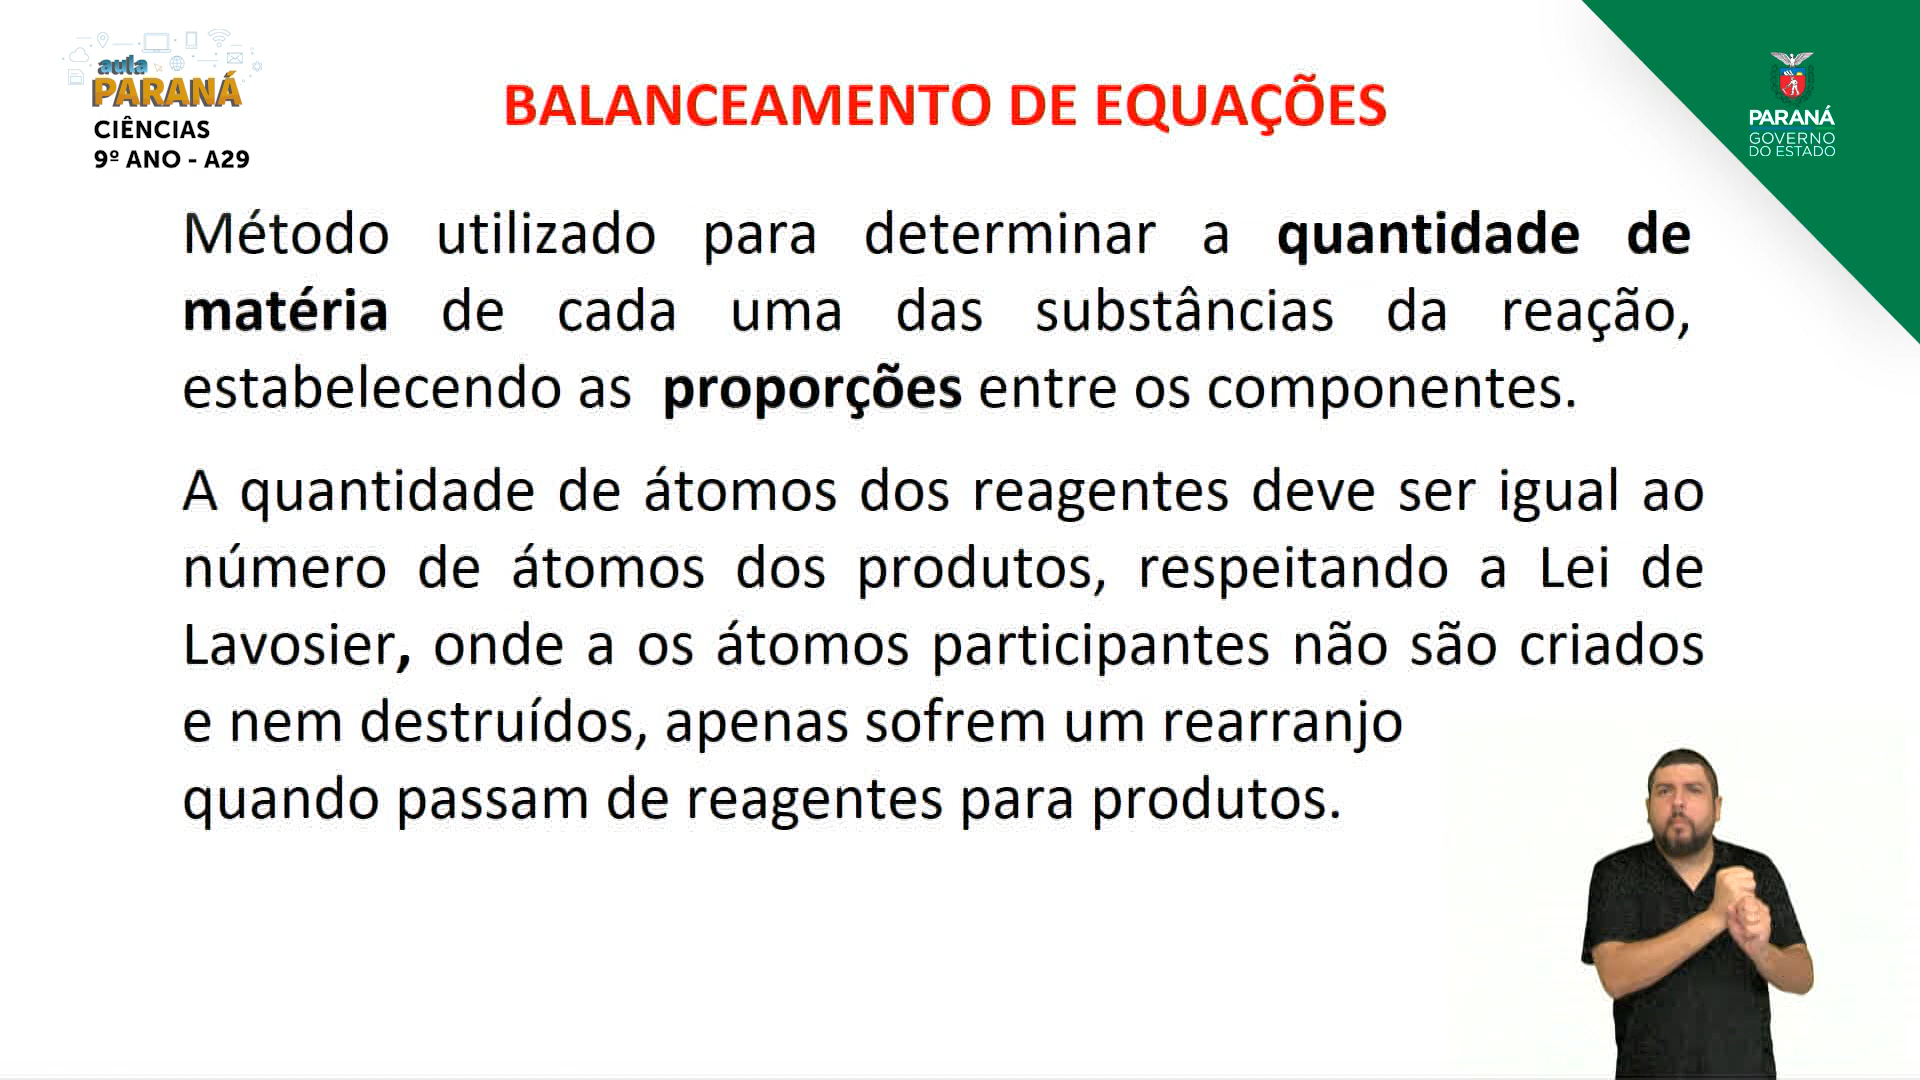 aula
PARANÁ
CIÊNCIAS
9º ANO - A29
BALANCEAMENTO DE EQUAÇÕES
PARANÁ
GOVERNO
DO ESTADO
Método utilizado para determinar a quantidade de
matéria de cada uma das substâncias da reação,
estabelecendo as proporções entre os componentes.
A quantidade de átomos dos reagentes deve ser igual ao
número de átomos dos produtos, respeitando a Lei de
Lavosier, onde a os átomos participantes não são criados
e nem destruídos, apenas sofrem um rearranjo
quando passam de reagentes para produtos.